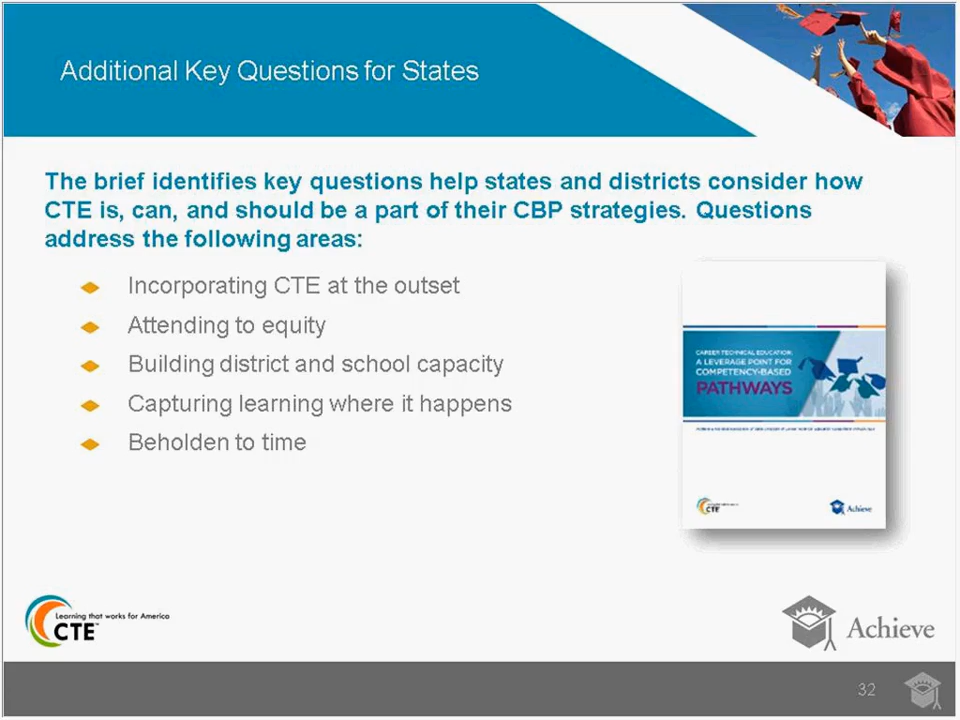 Additional Key Questions for States
The brief identifies key questions help states and districts consider how
CTE is, can, and should be a part of their CBP strategies. Questions
address the following areas:
Incorporating CTE at the outset
Attending to equity
Building district and school capacity
Capturing learning where it happens
Beholden to time
CAREER TECHNICAL EDUCATION:
A LEVERAGE POINT FOR
COMPETENCY-BASED
PATHWAYS
CTE
Achieve
Learning that works for America
CTE™
Achieve
32